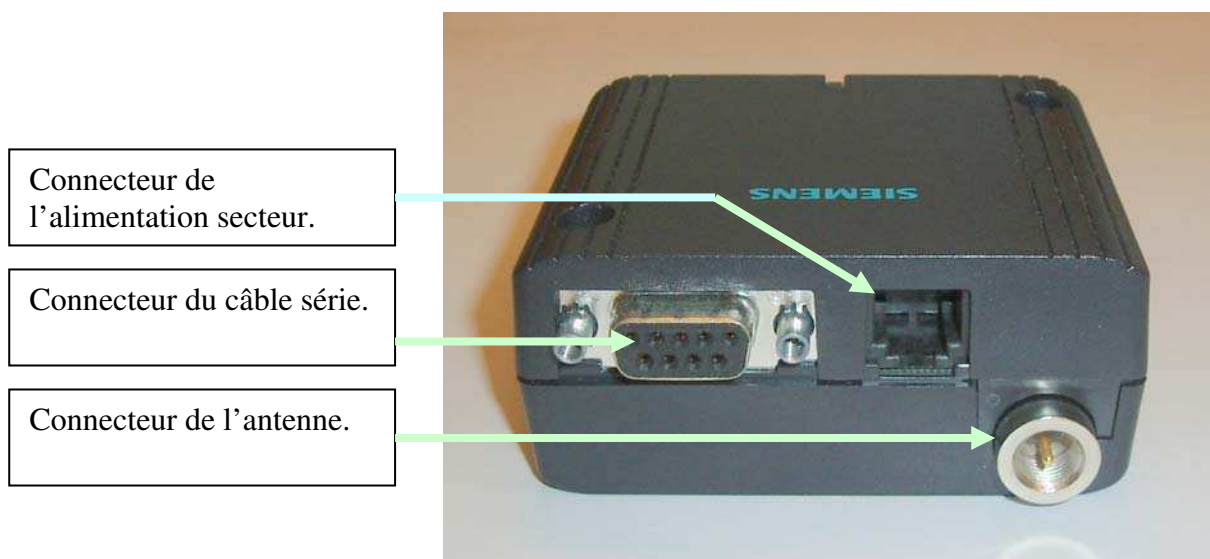 Connecteur de
l’alimentation secteur.
Connecteur du câble série.
Connecteur de l’antenne.
SIEMENS